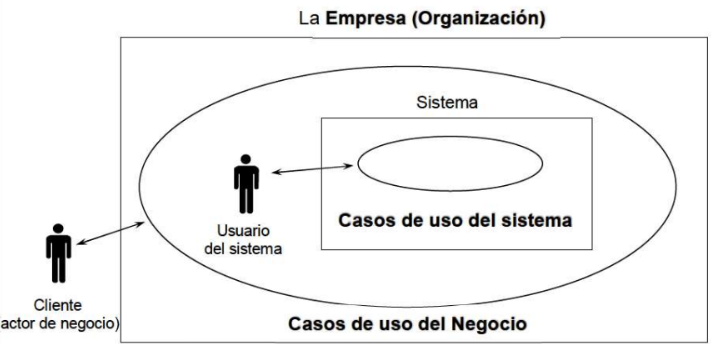 La Empresa (Organización)
Sistema
Casos de uso del sistema
Usuario
del sistema
Cliente
actor de negocio)
Casos de uso del Negocio